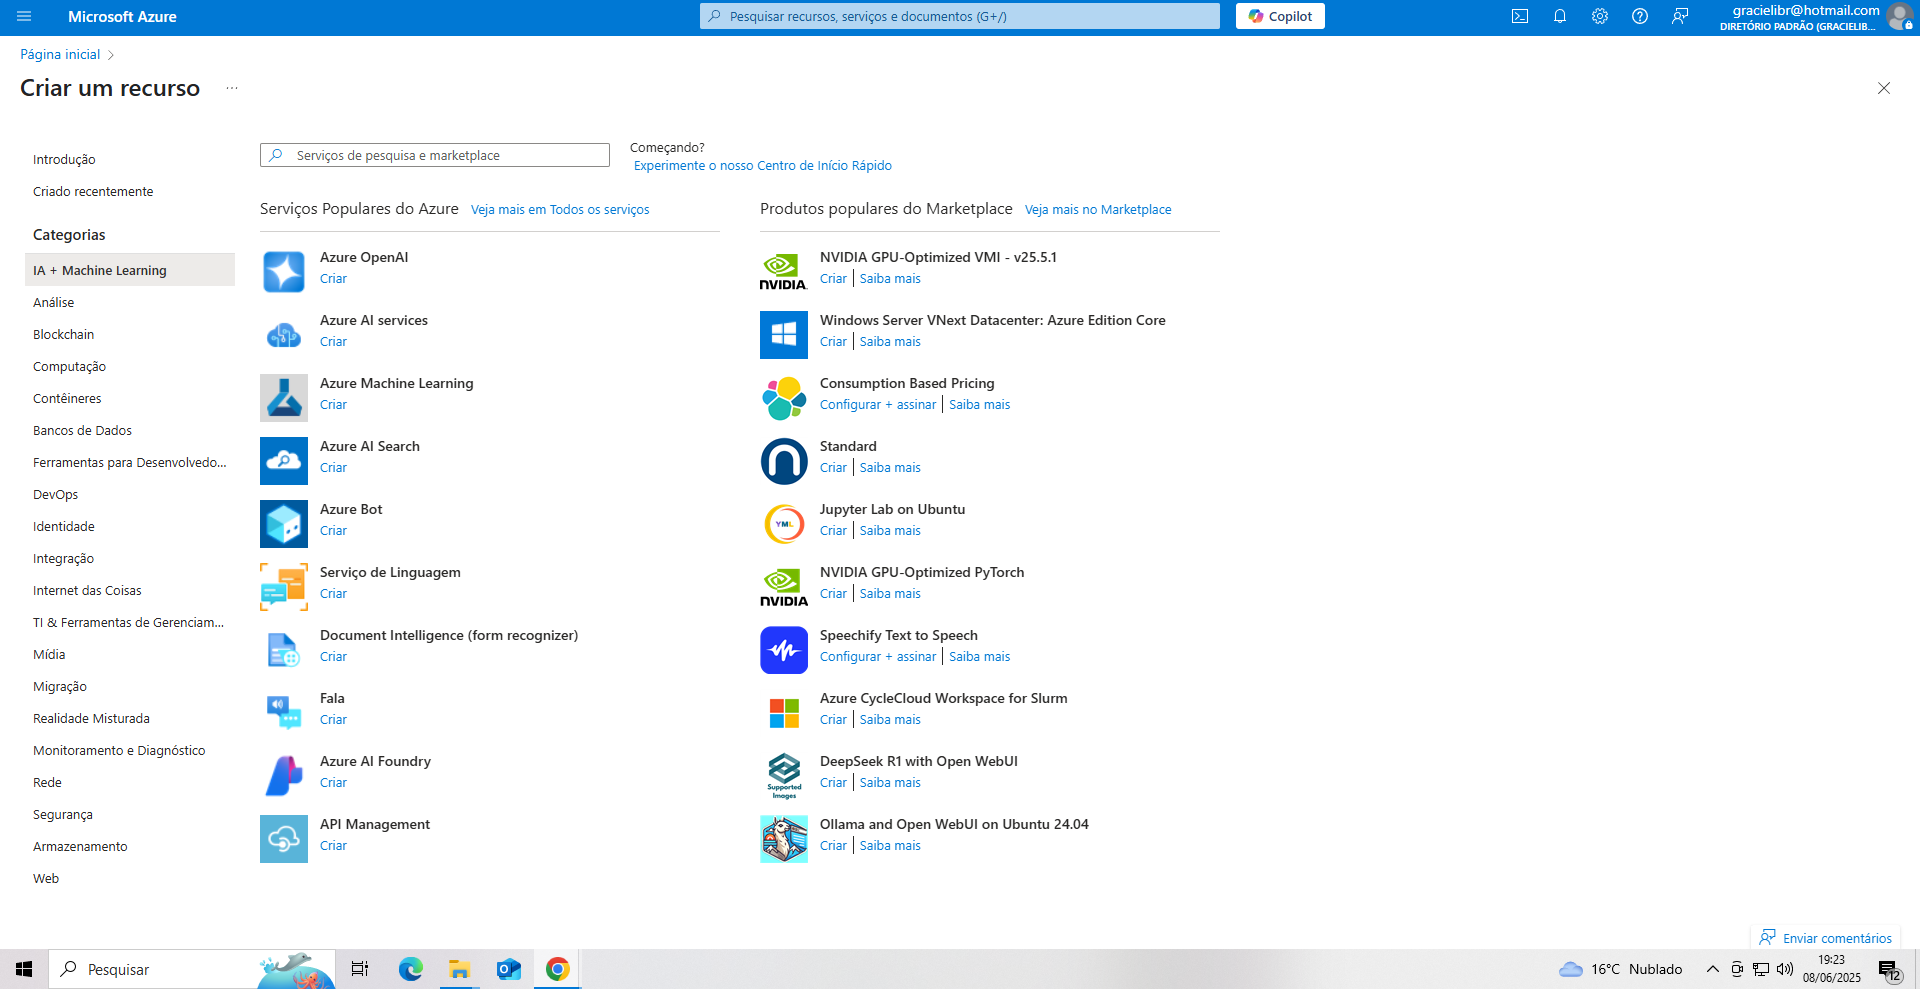 Microsoft Azure
Pesquisar recursos, serviços e documentos (G+/)
Copilot
gracielibr@hotmail.com
DIRETÓRIO PADRÃO (GRACIELIB...
Página inicial
Criar um recurso
...
Introdução
Criado recentemente
Categorias
IA + Machine Learning
Análise
Blockchain
Computação
Contêineres
Bancos de Dados
Ferramentas para Desenvolvedo...
DevOps
Identidade
Integração
Internet das Coisas
TI & Ferramentas de Gerenciam...
Mídia
Migração
Realidade Misturada
Monitoramento e Diagnóstico
Rede
Segurança
Armazenamento
Web
Serviços de pesquisa e marketplace
Começando?
Experimente o nosso Centro de Início Rápido
Serviços Populares do Azure Veja mais em Todos os serviços
Azure OpenAI
Criar
Azure AI services
Criar
Azure Machine Learning
Criar
Azure AI Search
Criar
Azure Bot
Criar
Serviço de Linguagem
Criar
Document Intelligence (form recognizer)
Criar
Fala
Criar
Azure AI Foundry
Criar
API Management
Criar
Produtos populares do Marketplace Veja mais no Marketplace
NVIDIA
NVIDIA GPU-Optimized VMI - v25.5.1
Criar | Saiba mais
Windows Server VNext Datacenter: Azure Edition Core
Criar | Saiba mais
Consumption Based Pricing
Configurar + assinar | Saiba mais
Standard
Criar | Saiba mais
YML
Jupyter Lab on Ubuntu
Criar | Saiba mais
NVIDIA
NVIDIA GPU-Optimized PyTorch
Criar | Saiba mais
Speechify Text to Speech
Configurar + assinar | Saiba mais
Azure CycleCloud Workspace for Slurm
Criar | Saiba mais
Supported
Images
DeepSeek R1 with Open WebUI
Criar | Saiba mais
Ollama and Open WebUI on Ubuntu 24.04
Criar | Saiba mais
Enviar comentários
Pesquisar
16°C Nublado
19:23
08/06/2025
12